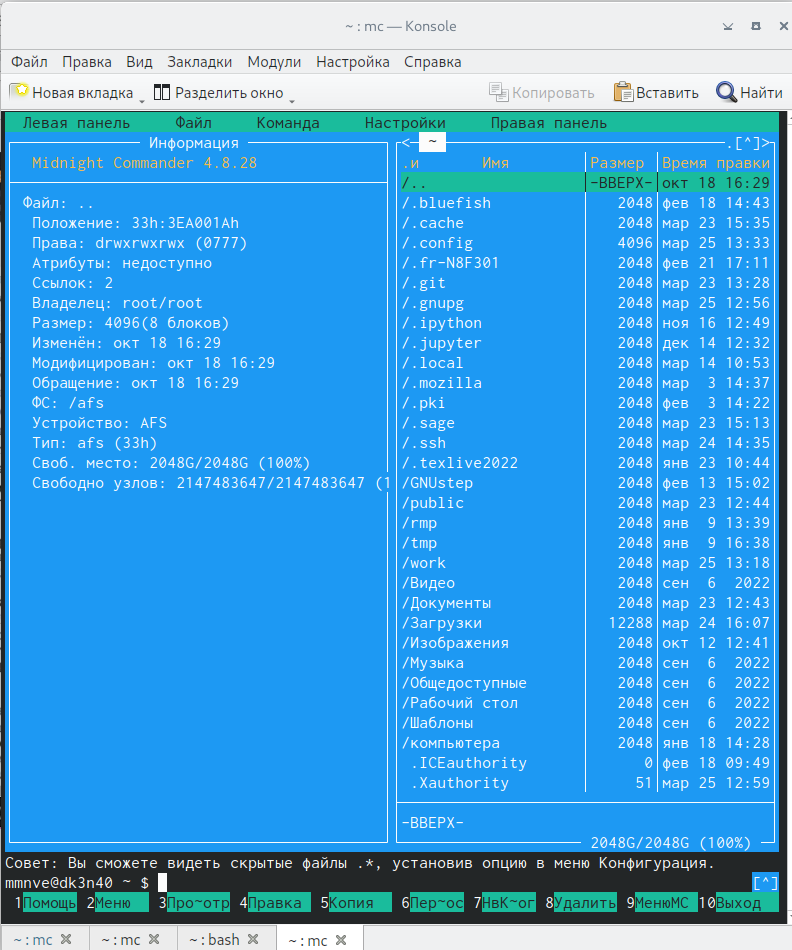 ~ : mc — Konsole
Файл Правка Вид Закладки Модули Настройка Справка
Новая вкладка Разделить окно Копировать Вставить Найти
Левая панель Файл Команда Настройки Правая панель
Информация
Midnight Commander 4.8.28
Файл: ..
Положение: 33h:3EA001Ah
Права: drwxrwxrwx (0777)
Атрибуты: недоступно
Ссылок: 2
Владелец: root/root
Размер: 4096(8 блоков)
Изменён: окт 18 16:29
Модифицирован: окт 18 16:29
Обращение: окт 18 16:29
ФС: /afs
Устройство: AFS
Тип: afs (33h)
Своб. место: 2048G/2048G (100%)
Свободно узлов: 2147483647/2147483647 (1
<─ ~ .[^]>
.и Имя Размер Время правки
/.. -ВВЕРХ- окт 18 16:29
/.bluefish 2048 фев 18 14:43
/.cache 2048 мар 23 15:35
/.config 4096 мар 25 13:33
/.fr-N8F301 2048 фев 21 17:11
/.git 2048 мар 23 13:28
/.gnupg 2048 мар 25 12:56
/.ipython 2048 ноя 16 12:49
/.jupyter 2048 дек 14 12:32
/.local 2048 мар 14 10:53
/.mozilla 2048 мар 3 14:37
/.pki 2048 фев 3 14:22
/.sage 2048 мар 23 15:13
/.ssh 2048 мар 24 14:35
/.texlive2022 2048 янв 23 10:44
/GNUstep 2048 фев 13 15:02
/public 2048 мар 23 12:44
/rmp 2048 янв 9 13:39
/tmp 2048 янв 9 16:38
/work 2048 мар 25 13:18
/Видео 2048 сен 6 2022
/Документы 2048 мар 23 12:43
/Загрузки 12288 мар 24 16:07
/Изображения 2048 окт 12 12:41
/Музыка 2048 сен 6 2022
/Общедоступные 2048 сен 6 2022
/Рабочий стол 2048 сен 6 2022
/Шаблоны 2048 сен 6 2022
/компьютера 2048 янв 18 14:28
.ICEauthority 0 фев 18 09:49
.Xauthority 51 мар 25 12:59
-ВВЕРХ-
2048G/2048G (100%)
Совет: Вы сможете видеть скрытые файлы .*, установив опцию в меню Конфигурация.
mmnve@dk3n40 ~ $ [^]
1Помощь 2Меню 3Про~отр 4Правка 5Копия 6Пер~ос 7НвК~ог 8Удалить 9МенюМС 10Выход
~ : mc ~ : mc ~ : bash ~ : mc